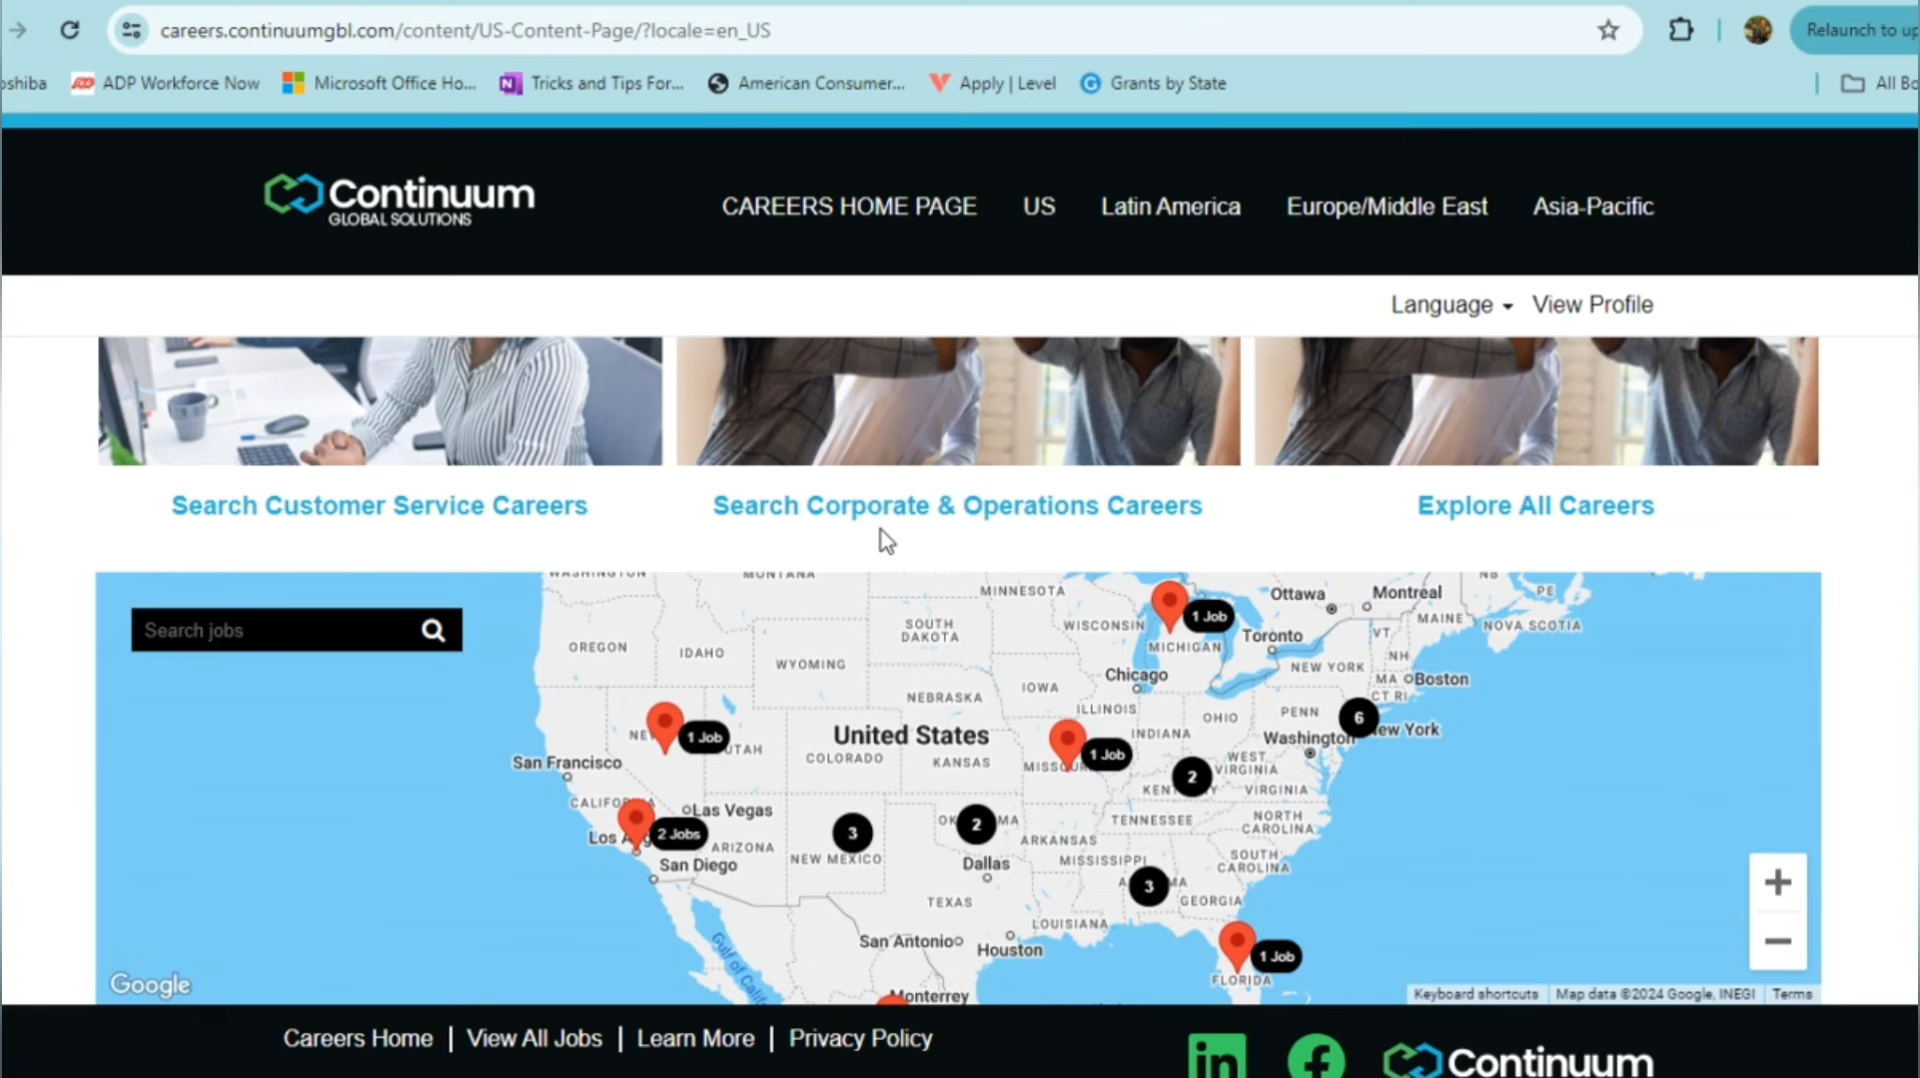 careers.continuumgbl.com/content/US-Content-Page/?locale=en_US
Relaunch to up
oshiba
ADP Workforce Now
Microsoft Office Ho...
Tricks and Tips For...
American Consumer...
Apply | Level
Grants by State
All Bo
Continuum
GLOBAL SOLUTIONS
CAREERS HOME PAGE
US
Latin America
Europe/Middle East
Asia-Pacific
Language
View Profile
Search Customer Service Careers
Search Corporate & Operations Careers
Explore All Careers
Search jobs
WASHINGTON
MONTANA
MINNESOTA
Ottawa
Montreal
NB
PE
OREGON
IDAHO
SOUTH
DAKOTA
WISCONSIN
1 Job
MICHIGAN
Toronto
VT
MAINE
NOVA SCOTIA
WYOMING
NH
NEW YORK
Chicago
MA
Boston
CT RI
NEBRASKA
IOWA
ILLINOIS
INDIANA
OHIO
PENN
6
New York
1 Job
UTAH
United States
COLORADO
KANSAS
1 Job
Washington
San Francisco
2
WEST
VIRGINIA
VIRGINIA
CALIFORNIA
Las Vegas
2 Jobs
ARIZONA
San Diego
3
NEW MEXICO
2
ARKANSAS
TENNESSEE
NORTH
CAROLINA
Dallas
MISSISSIPPI
SOUTH
CAROLINA
3
GEORGIA
TEXAS
LOUISIANA
San Antonio
Houston
1 Job
FLORIDA
Monterrey
Google
Keyboard shortcuts
Map data ©2024 Google, INEGI
Terms
Careers Home | View All Jobs | Learn More | Privacy Policy
in
Continuum